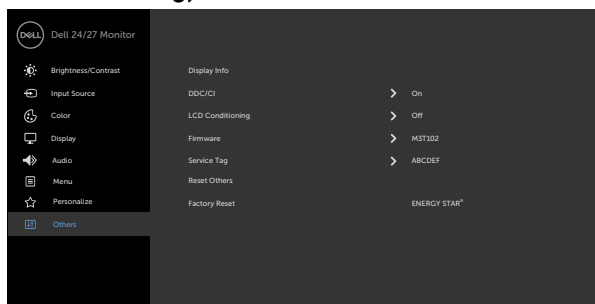 DELL Dell 24/27 Monitor
Brightness/Contrast Display Info
Input Source DDC/CI On
Color LCD Conditioning Off
Display Firmware M3T102
Audio Service Tag ABCDEF
Menu Reset Others
Personalize Factory Reset ENERGY STAR®
Others